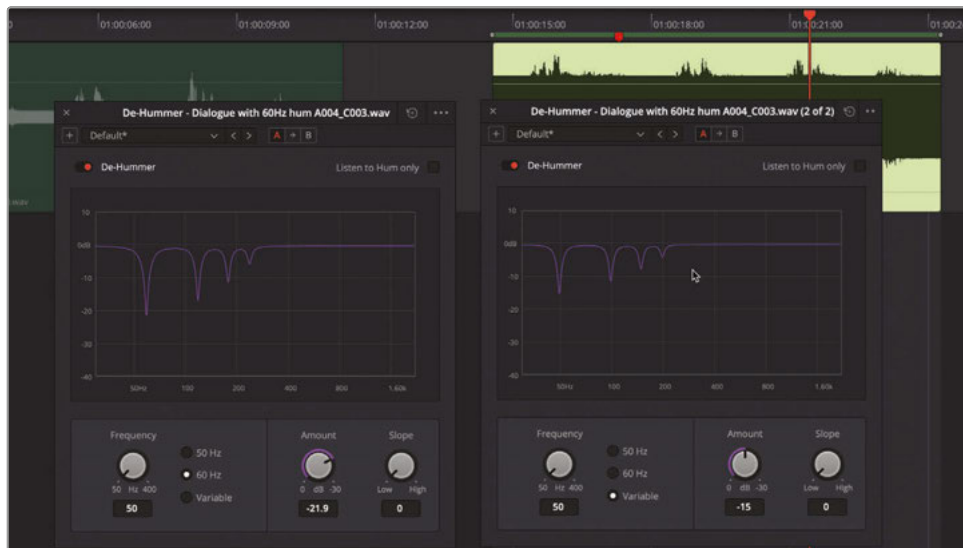 01:00:06:00 01:00:09:00 01:00:12:00 01:00:15:00 01:00:18:00 01:00:21:00
De-Hummer - Dialogue with 60Hz hum A004_C003.wav
Default*
A B
De-Hummer
Listen to Hum only
10
0dB
-10
-20
-30
-40
50Hz 100 200 400 800 1.60k
Frequency
50 Hz 400
50
50 Hz
60 Hz
Variable
Amount
0 dB -30
-21.9
Slope
Low High
0
De-Hummer - Dialogue with 60Hz hum A004_C003.wav (2 of 2)
Default*
A B
De-Hummer
Listen to Hum only
10
0dB
-10
-20
-30
-40
50Hz 100 200 400 800 1.60k
Frequency
50 Hz 400
50
50 Hz
60 Hz
Variable
Amount
0 dB -30
-15
Slope
Low High
0